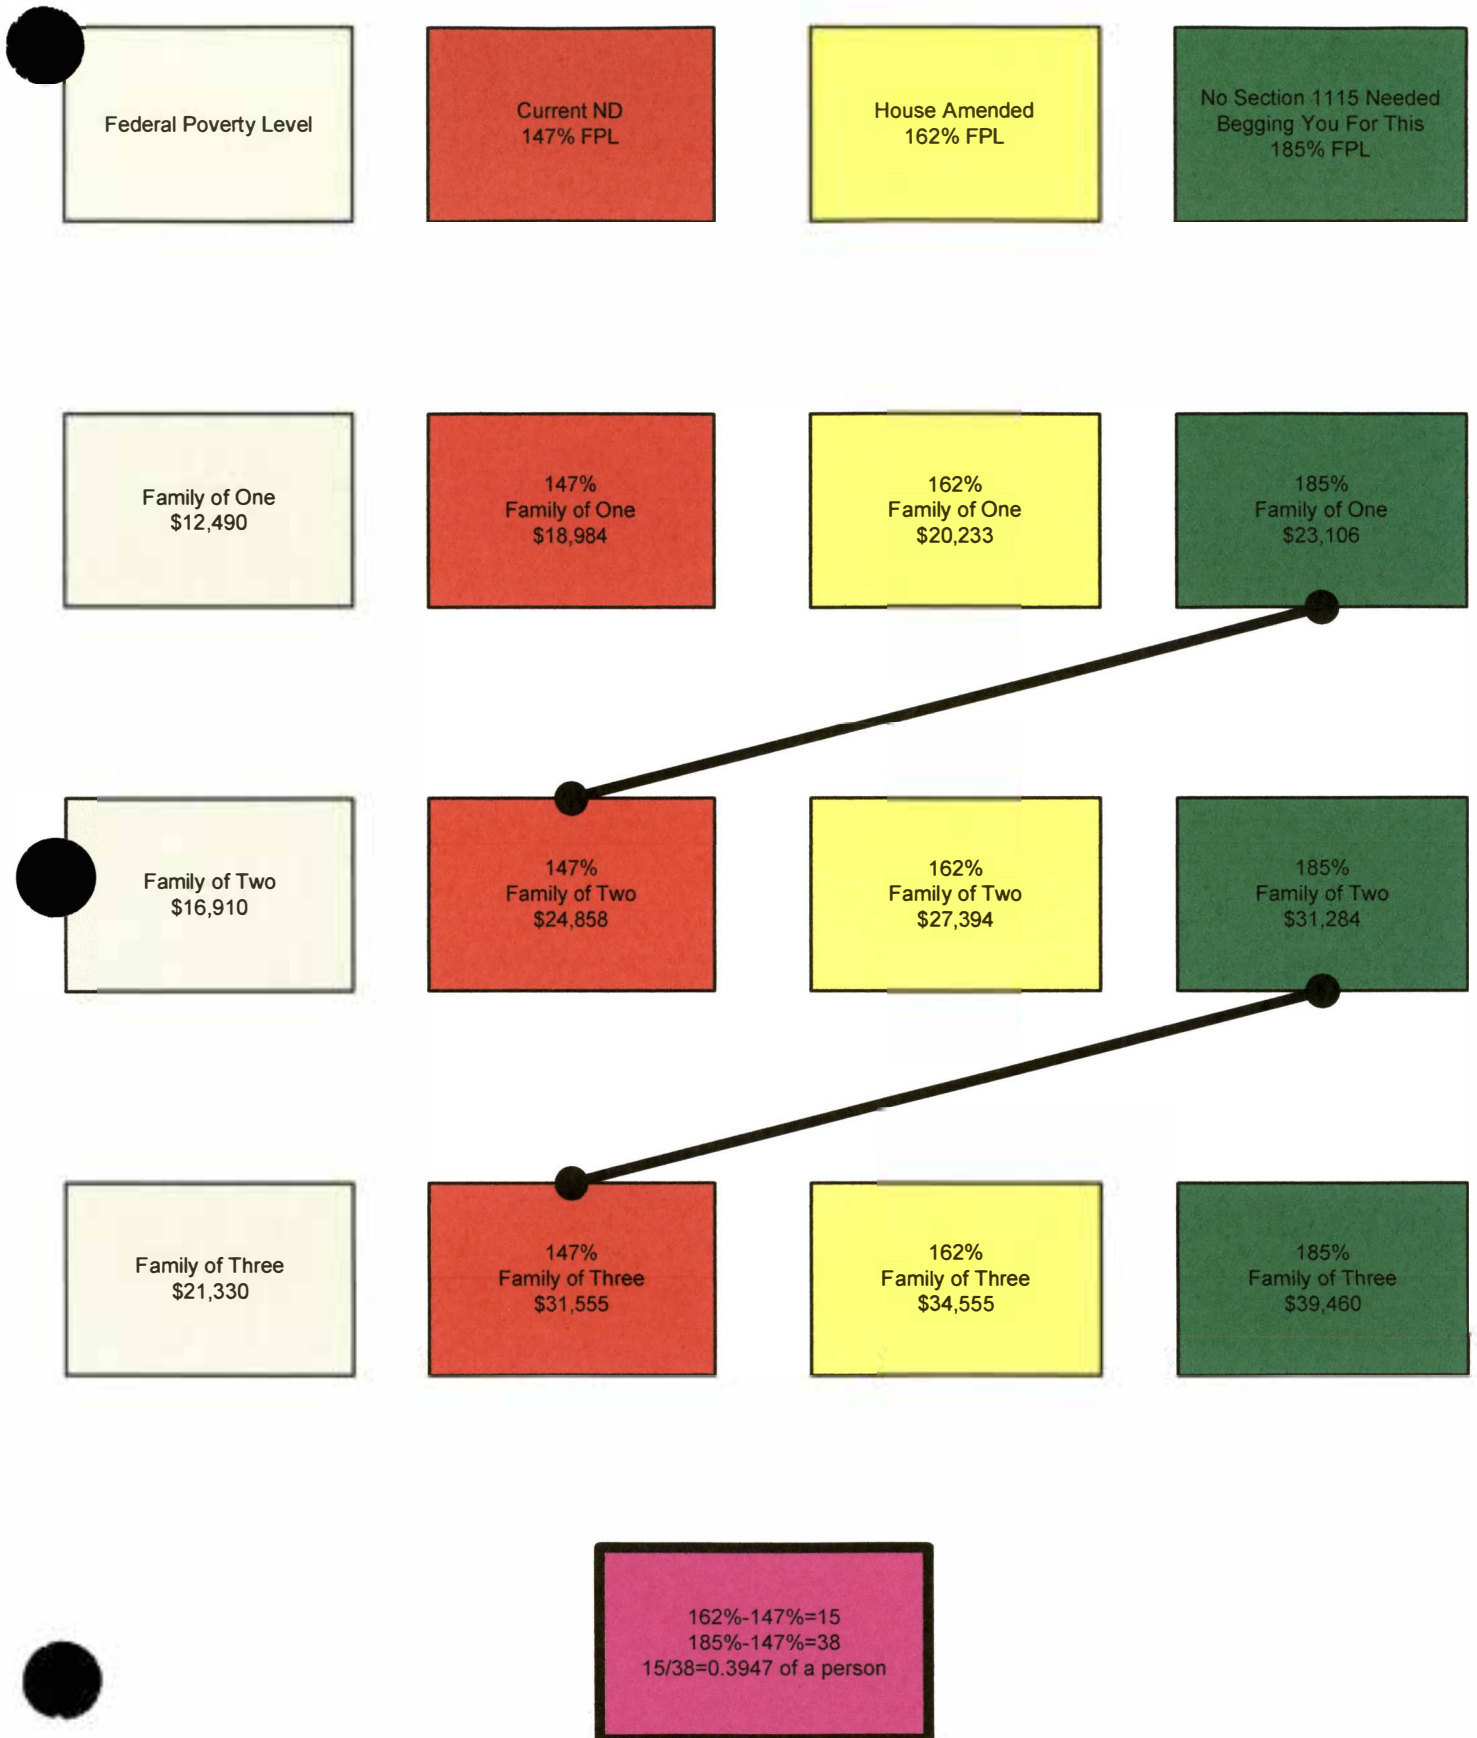 Federal Poverty Level
Current ND
147% FPL
House Amended
162% FPL
No Section 1115 Needed
Begging You For This
185% FPL
Family of One
$12,490
147%
Family of One
$18,984
162%
Family of One
$20,233
185%
Family of One
$23,106
Family of Two
$16,910
147%
Family of Two
$24,858
162%
Family of Two
$27,394
185%
Family of Two
$31,284
Family of Three
$21,330
147%
Family of Three
$31,555
162%
Family of Three
$34,555
185%
Family of Three
$39,460
162%-147%=15
185%-147%=38
15/38=0.3947 of a person